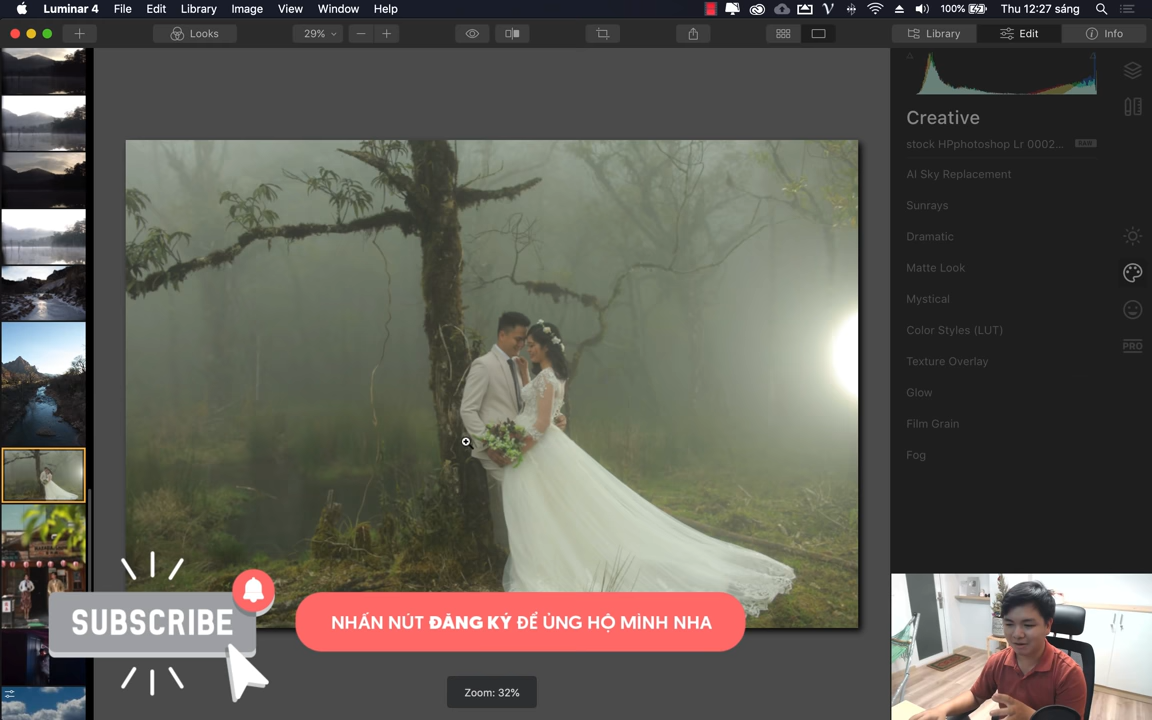 Luminar 4 File Edit Library Image View Window Help 100% Thu 12:27 sáng
Looks 29% Library Edit Info
Creative
stock HPphotoshop Lr 0002... RAW
AI Sky Replacement
Sunrays
Dramatic
Matte Look
Mystical
Color Styles (LUT)
PRO
Texture Overlay
Glow
Film Grain
Fog
SUBSCRIBE
NHẤN NÚT ĐĂNG KÝ ĐỂ ỦNG HỘ MÌNH NHA
Zoom: 32%